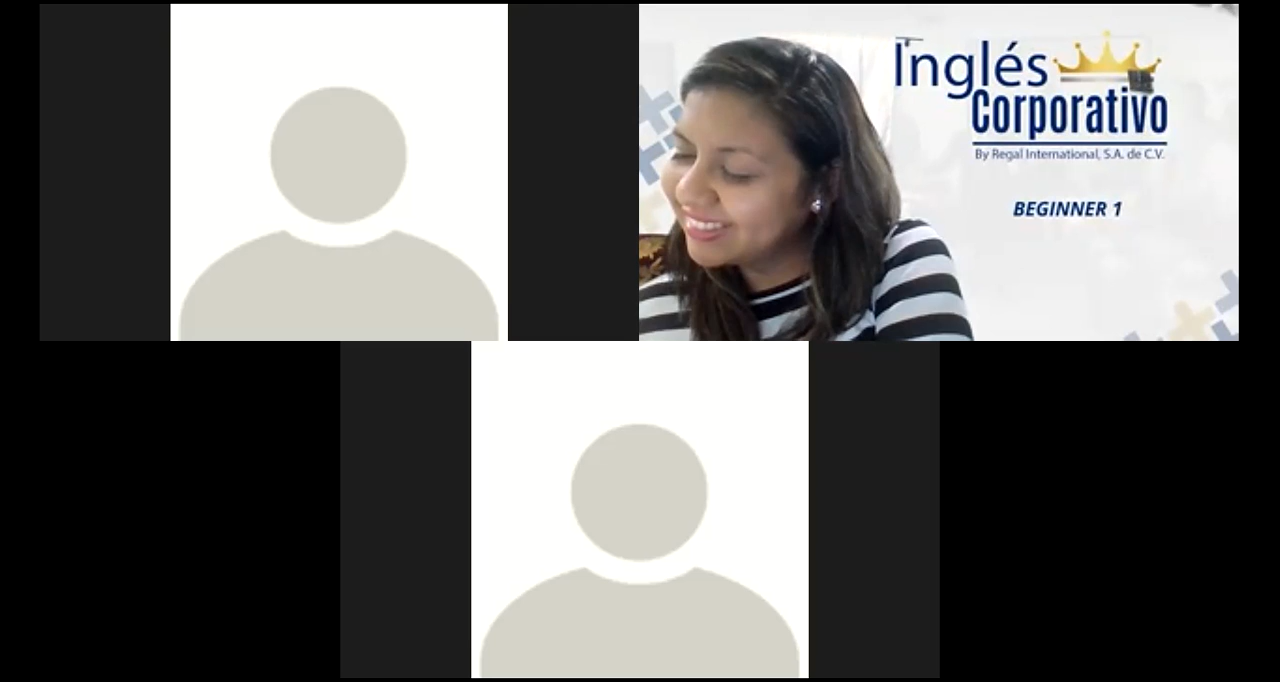 Inglés
Corporativo
By Regal International, S.A. de C.V.
BEGINNER 1